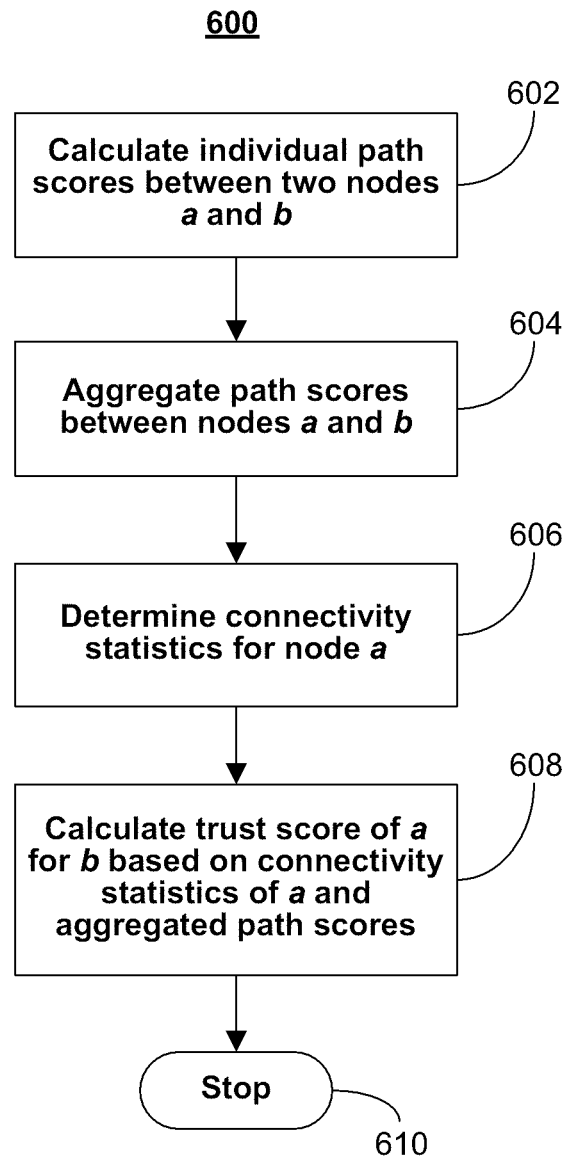 600
602
Calculate individual path
scores between two nodes
a and b
604
Aggregate path scores
between nodes a and b
606
Determine connectivity
statistics for node a
608
Calculate trust score of a
for b based on connectivity
statistics of a and
aggregated path scores
Stop
610